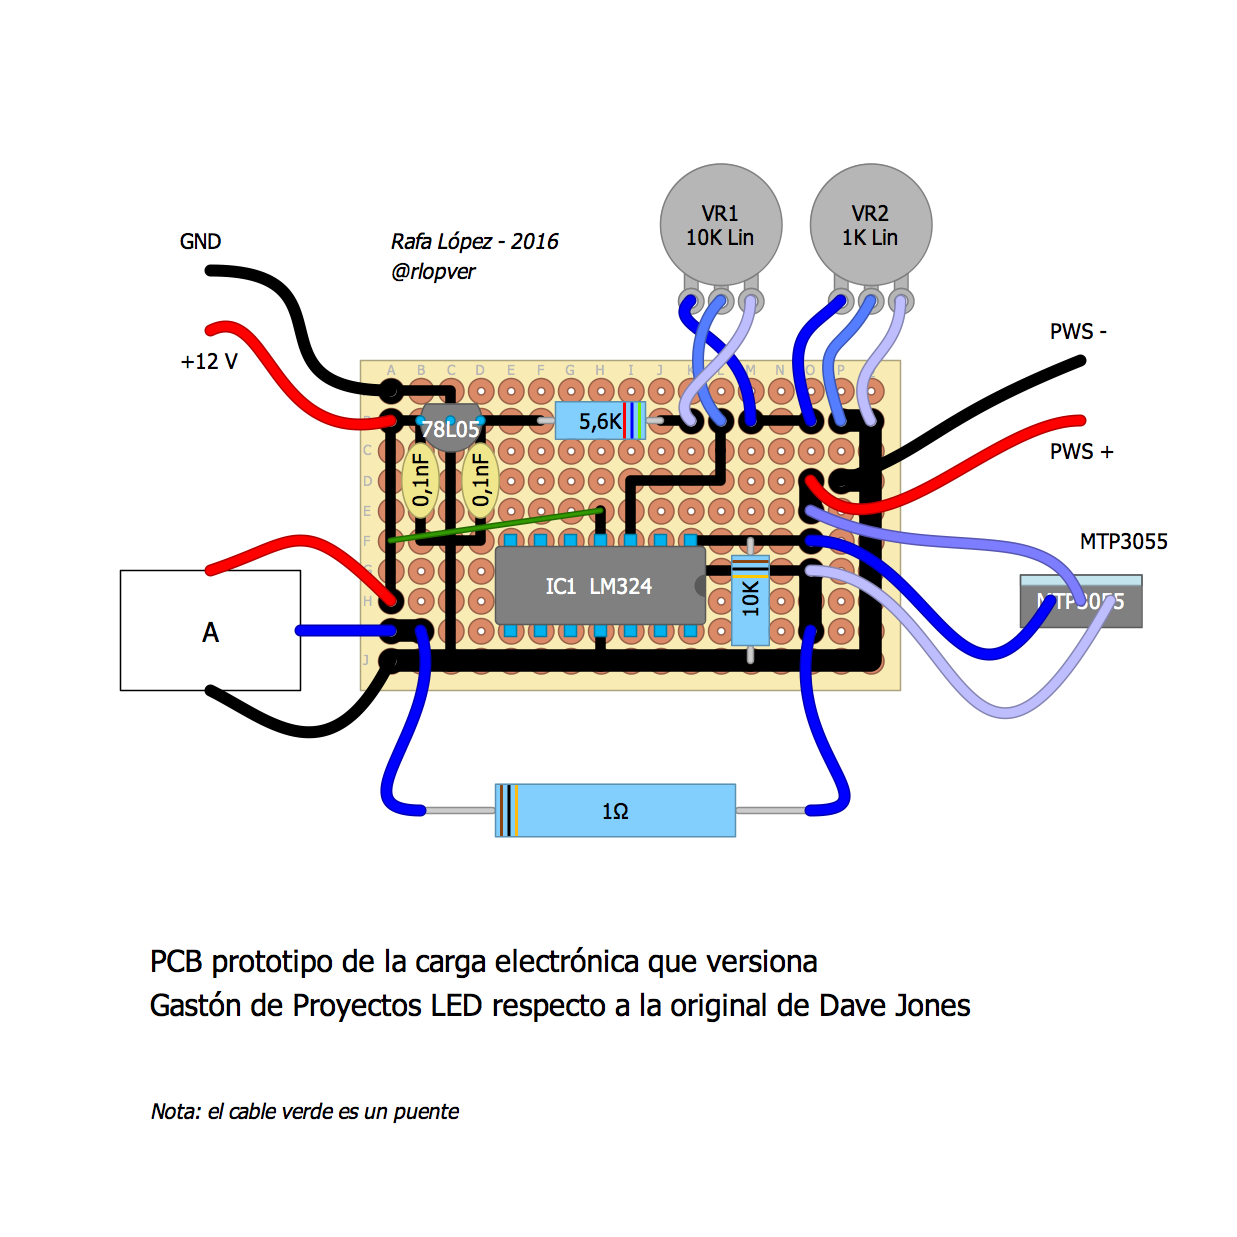 GND
Rafa López - 2016
@rlopver
VR1
10K Lin
VR2
1K Lin
+12 V
PWS -
PWS +
A B C D E F G H I J K L M N O P
78L05
5,6K
C
D
E
F
H
J
0,1nF
0,1nF
MTP3055
MTP3055
IC1 LM324
10K
A
1Ω
PCB prototipo de la carga electrónica que versiona
Gastón de Proyectos LED respecto a la original de Dave Jones
Nota: el cable verde es un puente